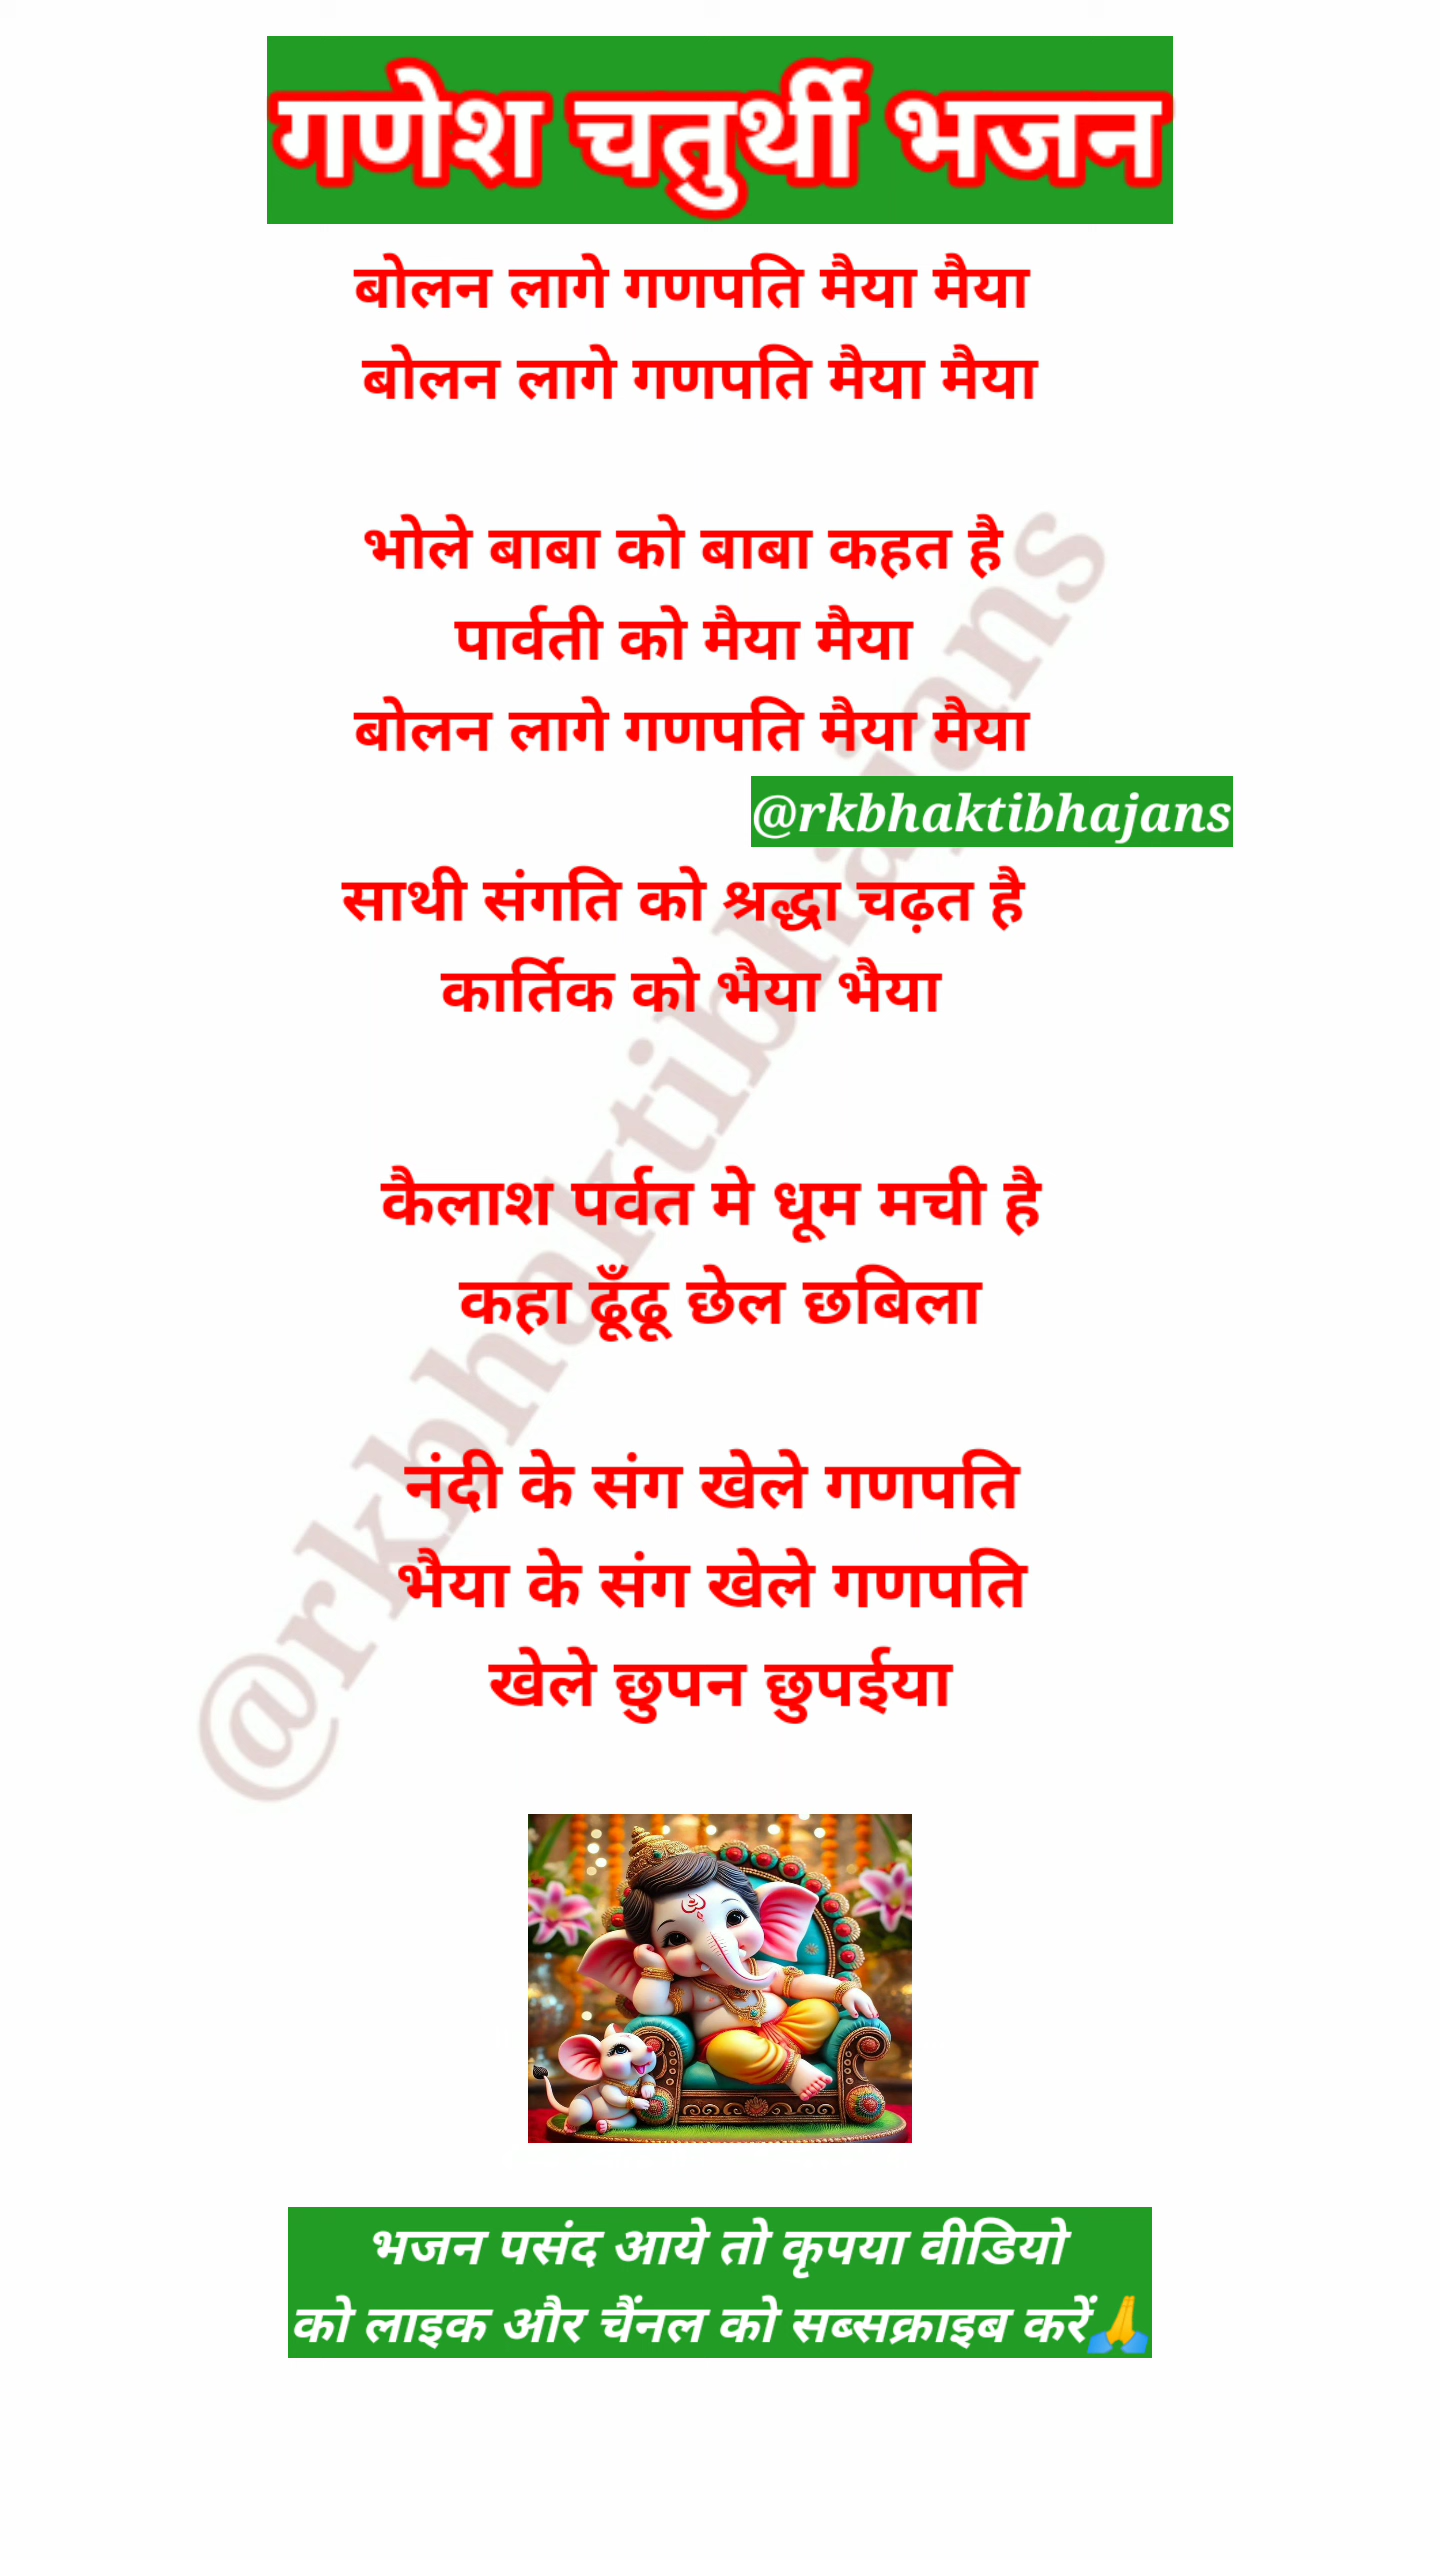 गणेश चतुर्थी भजन
बोलन लागे गणपति मैया मैया
बोलन लागे गणपति मैया मैया
भोले बाबा को बाबा कहत है
पार्वती को मैया मैया
बोलन लागे गणपति मैया मैया
@rkbhaktibhajans
साथी संगति को श्रद्धा चढ़त है
कार्तिक को भैया भैया
कैलाश पर्वत मे धूम मची है
कहा ढूँढू छेल छबिला
नंदी के संग खेले गणपति
भैया के संग खेले गणपति
खेले छुपन छुपईया
@rkbhaktibhajans
भजन पसंद आये तो कृपया वीडियो
को लाइक और चैंनल को सब्सक्राइब करें🙏